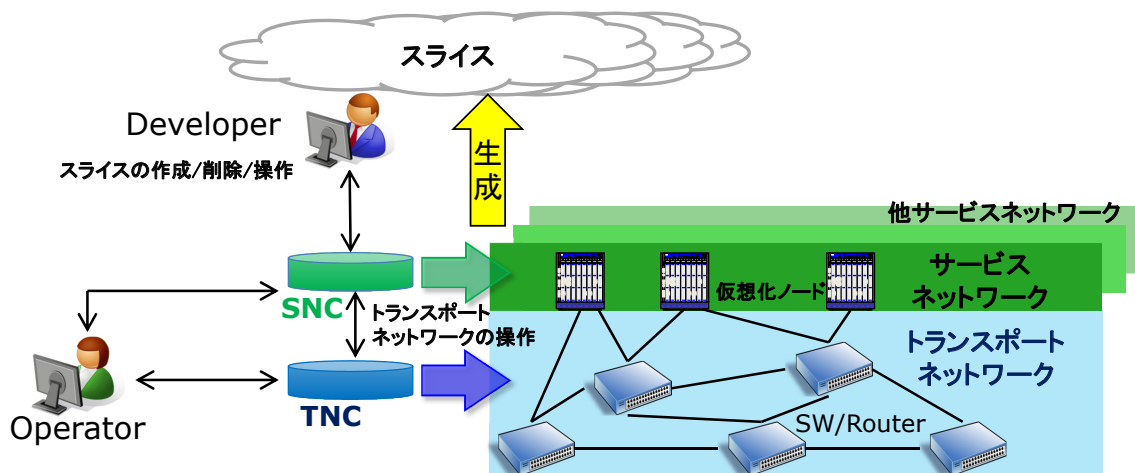 スライス
Developer
スライスの作成/削除/操作
生
成
他サービスネットワーク
サービス
ネットワーク
仮想化ノード
SNC
トランスポート
ネットワークの操作
トランスポート
ネットワーク
TNC
Operator
SW/Router